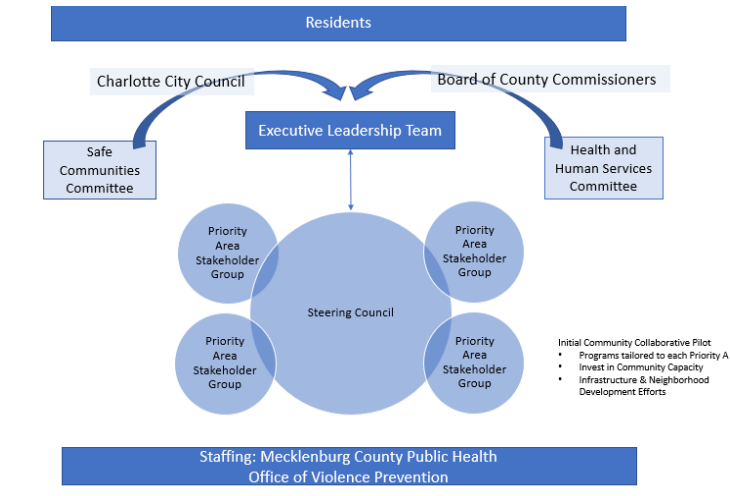 Residents
Charlotte City Council
Board of County Commissioners
Executive Leadership Team
Safe
Communities
Committee
Health and
Human Services
Committee
Priority
Area
Stakeholder
Group
Priority
Area
Stakeholder
Group
Steering Council
Priority
Area
Stakeholder
Group
Priority
Area
Stakeholder
Group
Initial Community Collaborative Pilot
• Programs tailored to each Priority A
• Invest in Community Capacity
• Infrastructure & Neighborhood
Development Efforts
Staffing: Mecklenburg County Public Health
Office of Violence Prevention